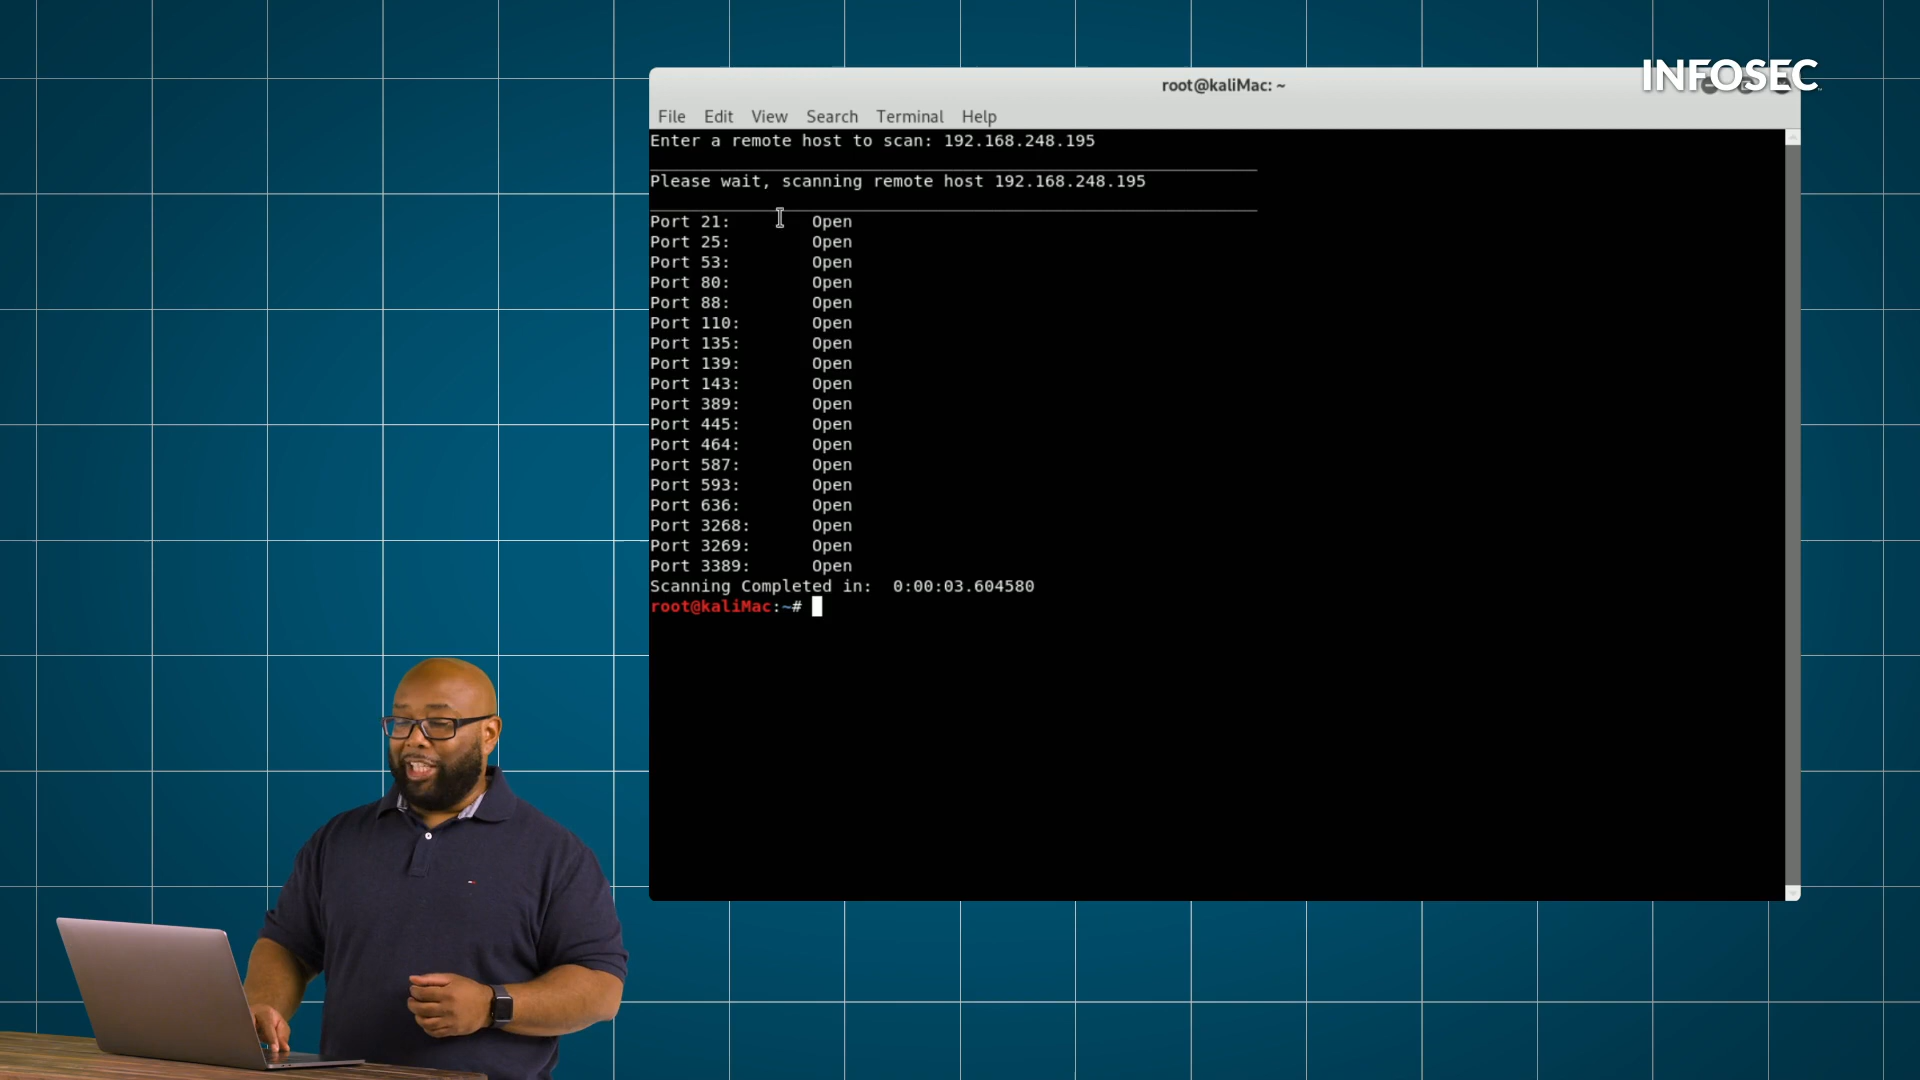 INFOSEC
root@kaliMac: ~
File Edit View Search Terminal Help
Enter a remote host to scan: 192.168.248.195
Please wait, scanning remote host 192.168.248.195
Port 21: Open
Port 25: Open
Port 53: Open
Port 80: Open
Port 88: Open
Port 110: Open
Port 135: Open
Port 139: Open
Port 143: Open
Port 389: Open
Port 445: Open
Port 464: Open
Port 587: Open
Port 593: Open
Port 636: Open
Port 3268: Open
Port 3269: Open
Port 3389: Open
Scanning Completed in: 0:00:03.604580
root@kaliMac:~#